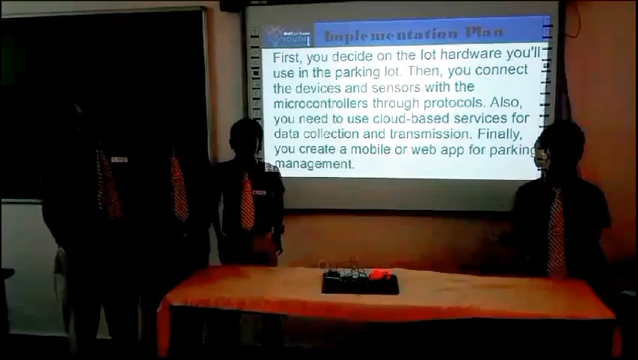 YOUTH
Implementation Plan
First, you decide on the Iot hardware you'll
use in the parking lot. Then, you connect
the devices and sensors with the
microcontrollers through protocols. Also,
you need to use cloud-based services for
data collection and transmission. Finally,
you create a mobile or web app for parking
management.